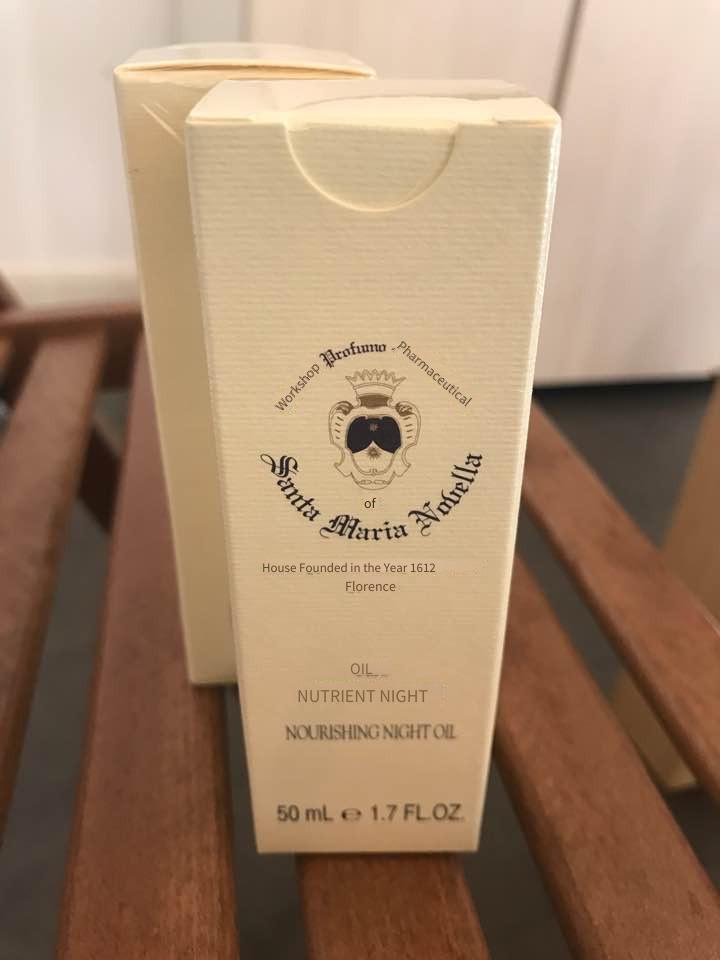 Workshop Profumo - Pharmaceutical
of
Santa Maria Novella
House Founded in the Year 1612
Florence
OIL
NUTRIENT NIGHT
NOURISHING NIGHT OIL
50 mL ℮ 1.7 FL.OZ.